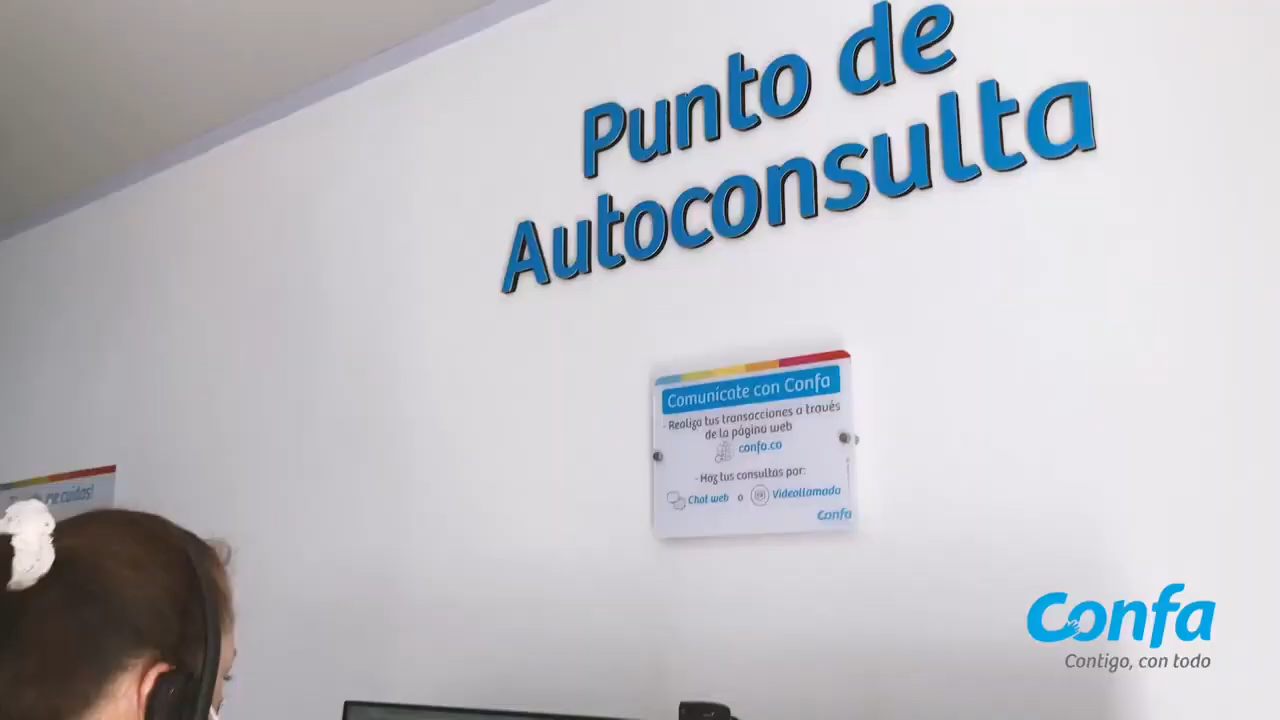 Punto de
Autoconsulta
Comunícate con Confa
- Realiza tus transacciones a través
de la página web
confa.co
- Haz tus consultas por:
Chat web o Videollamada
Confa
cuidas!
Confa
Contigo, con todo